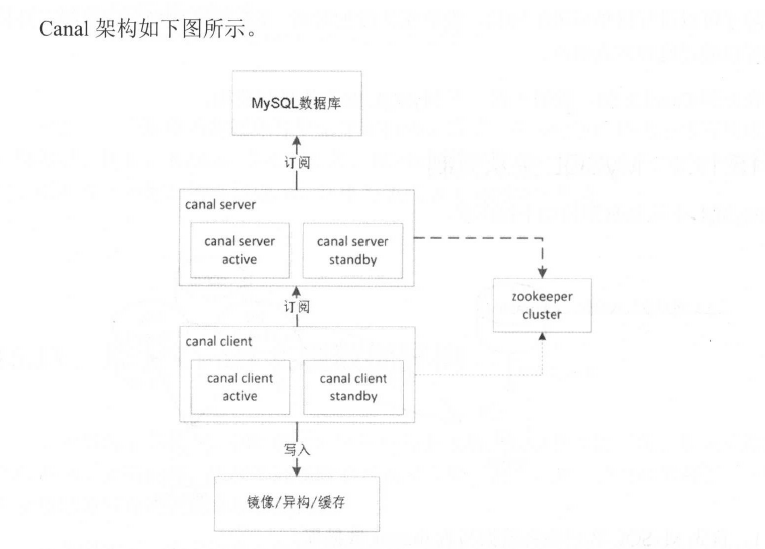 Canal 架构如下图所示。
MySQL数据库
订阅
canal server
canal server
active
canal server
standby
zookeeper
cluster
订阅
canal client
canal client
active
canal client
standby
写入
镜像/异构/缓存